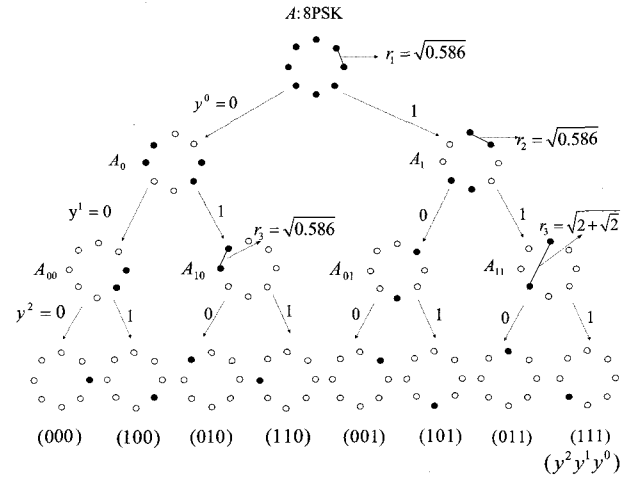 A:8PSK
r₁ = √0.586
y⁰ = 0
1
A₀
A₁
r₂ = √0.586
y¹ = 0
1
r₃ = √0.586
0
1
r₃ = √(2+√2)
A₀₀
A₁₀
A₀₁
A₁₁
y² = 0
1
0
1
0
1
0
1
(000) (100) (010) (110) (001) (101) (011) (111)
(y²y¹y⁰)